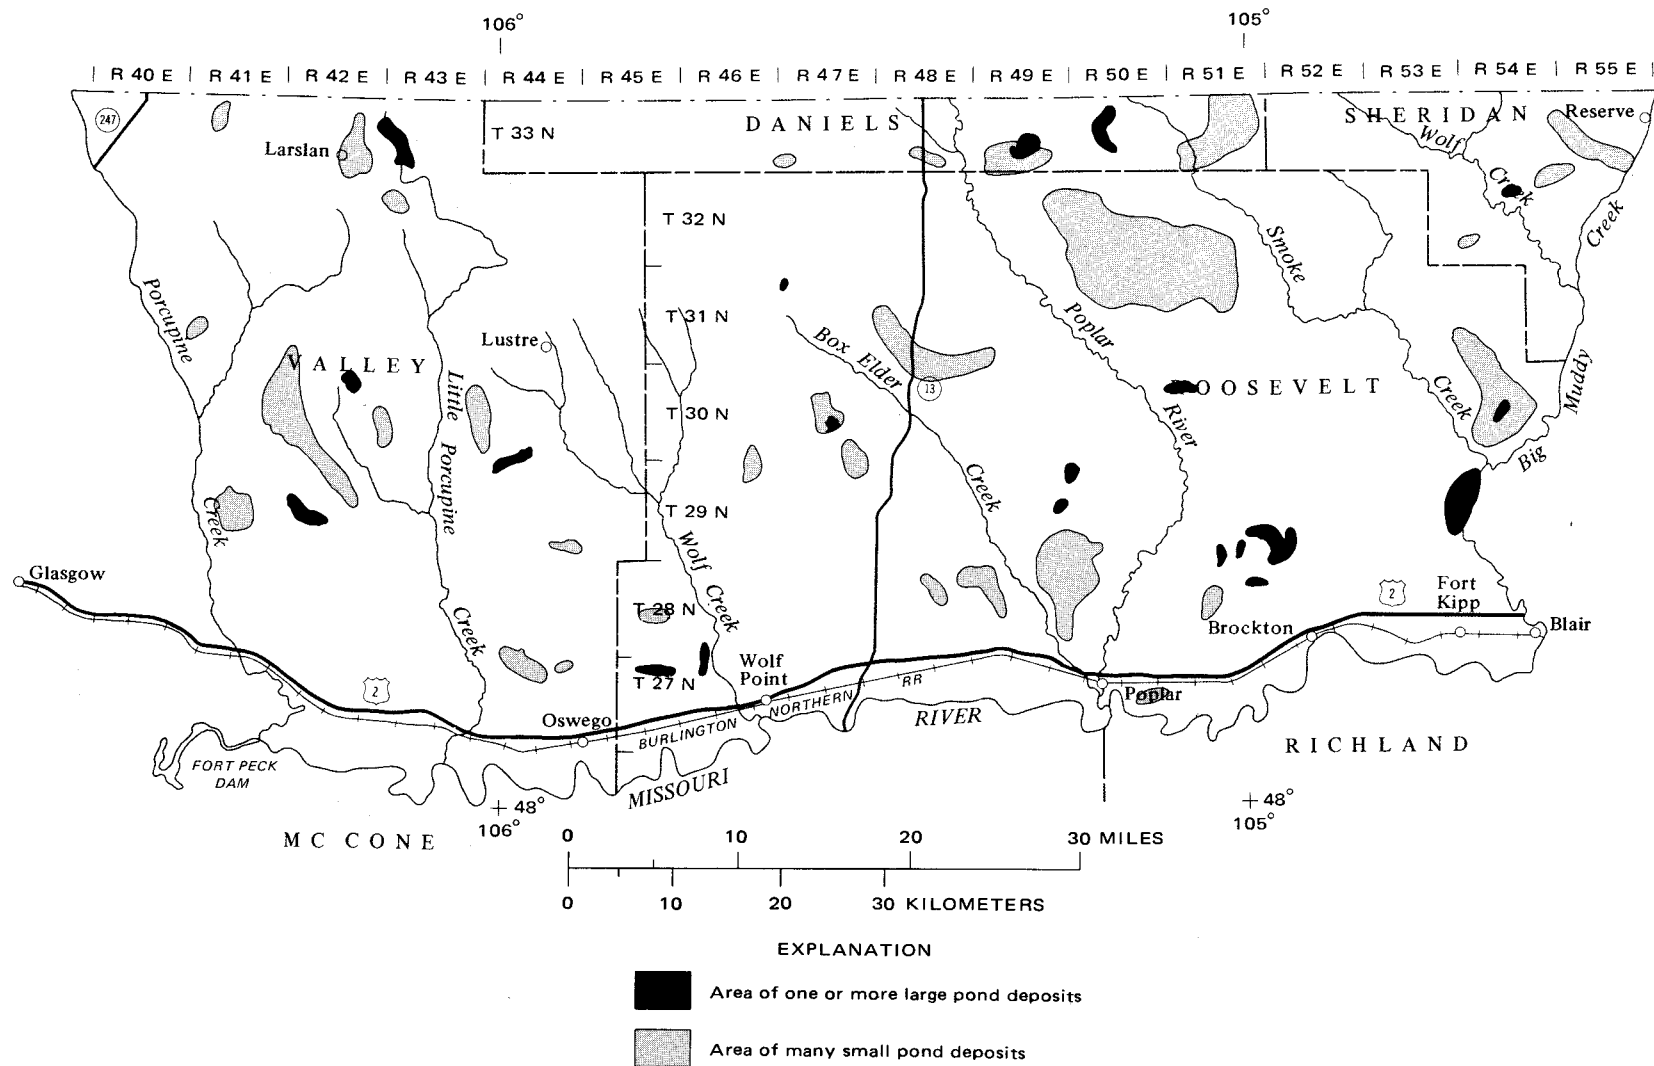 106° 105°
R 40 E R 41 E R 42 E R 43 E R 44 E R 45 E R 46 E R 47 E R 48 E R 49 E R 50 E R 51 E R 52 E R 53 E R 54 E R 55 E
247
T 33 N
DANIELS
SHERIDAN
Reserve
Larslan
Wolf
Creek
T 32 N
Smoke
Creek
Porcupine
T 31 N
Poplar
Lustre
Box Elder
VALLEY
Little
13
ROOSEVELT
Creek
Muddy
T 30 N
River
Porcupine
Big
Creek
Creek
T 29 N
Wolf
Glasgow
Creek
T 28 N
2
Fort
Kipp
Creek
Brockton
Blair
Wolf
Point
T 27 N
RR
Poplar
2
NORTHERN
Oswego
BURLINGTON
RIVER
RICHLAND
FORT PECK
DAM
MISSOURI
48°
106°
48°
105°
MC CONE
0 10 20 30 MILES
0 10 20 30 KILOMETERS
EXPLANATION
Area of one or more large pond deposits
Area of many small pond deposits